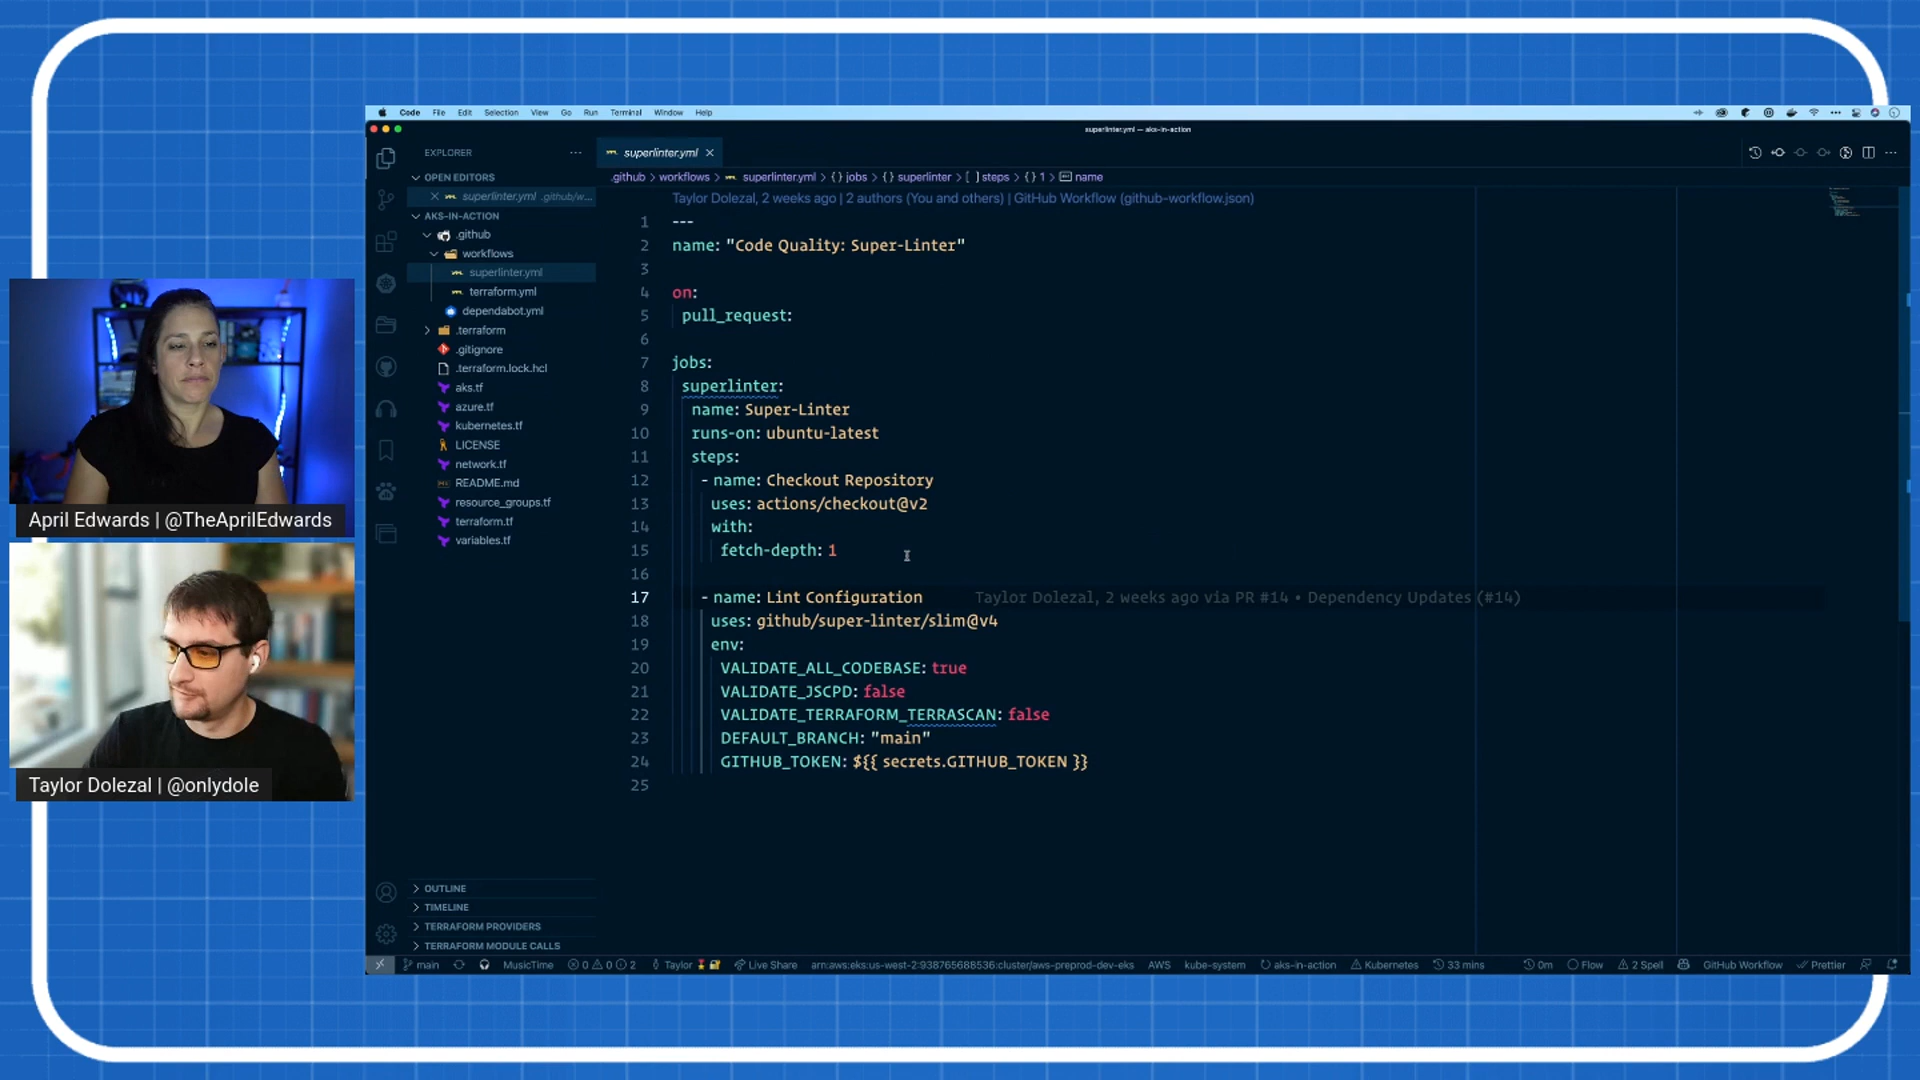 Code File Edit Selection View Go Run Terminal Window Help
superlinter.yml — aks-in-action
EXPLORER
superlinter.yml
OPEN EDITORS
superlinter.yml .github/w...
AKS-IN-ACTION
.github
workflows
superlinter.yml
terraform.yml
dependabot.yml
.terraform
.gitignore
.terraform.lock.hcl
aks.tf
azure.tf
kubernetes.tf
LICENSE
network.tf
README.md
resource_groups.tf
terraform.tf
variables.tf
OUTLINE
TIMELINE
TERRAFORM PROVIDERS
TERRAFORM MODULE CALLS
.github > workflows > superlinter.yml > {} jobs > {} superlinter > [ ] steps > {} 1 > name
Taylor Dolezal, 2 weeks ago | 2 authors (You and others) | GitHub Workflow (github-workflow.json)
1 ---
2 name: "Code Quality: Super-Linter"
3
4 on:
5 pull_request:
6
7 jobs:
8 superlinter:
9 name: Super-Linter
10 runs-on: ubuntu-latest
11 steps:
12 - name: Checkout Repository
13 uses: actions/checkout@v2
14 with:
15 fetch-depth: 1
16
17 - name: Lint Configuration Taylor Dolezal, 2 weeks ago via PR #14 • Dependency Updates (#14)
18 uses: github/super-linter/slim@v4
19 env:
20 VALIDATE_ALL_CODEBASE: true
21 VALIDATE_JSCPD: false
22 VALIDATE_TERRAFORM_TERRASCAN: false
23 DEFAULT_BRANCH: "main"
24 GITHUB_TOKEN: ${{ secrets.GITHUB_TOKEN }}
25
main MusicTime 0 0 2 Taylor Live Share arn:aws:eks:us-west-2:938765688536:cluster/aws-preprod-dev-eks AWS kube-system aks-in-action Kubernetes 33 mins 0m Flow 2 Spell GitHub Workflow Prettier
April Edwards | @TheAprilEdwards
Taylor Dolezal | @onlydole